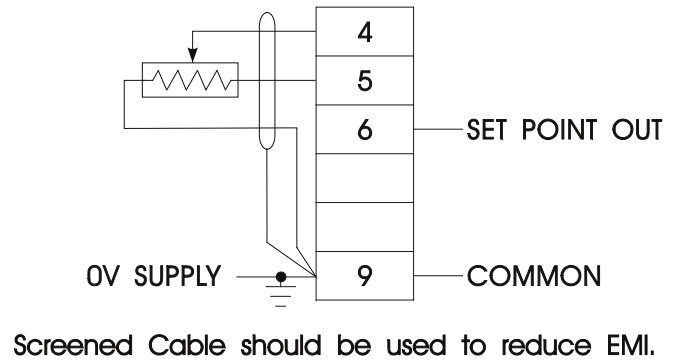 4
5
6 SET POINT OUT
0V SUPPLY 9 COMMON
Screened Cable should be used to reduce EMI.